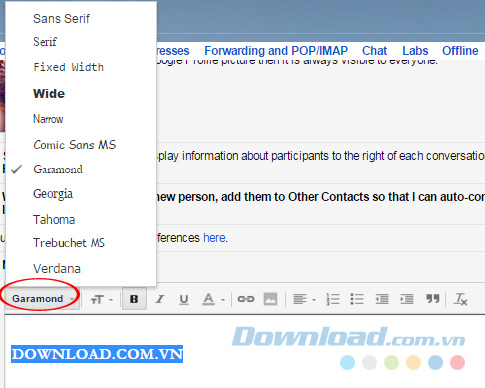 Sans Serif
Serif
Fixed Width
Wide
Narrow
Comic Sans MS
Garamond
Georgia
Tahoma
Trebuchet MS
Verdana
resses Forwarding and POP/IMAP Chat Labs Offline
Profile picture then it is always visible to everyone.
play information about participants to the right of each conversation
new person, add them to Other Contacts so that I can auto-con
ferences here.
Garamond
B I U A
Download.com.vn
DOWNLOAD.COM.VN